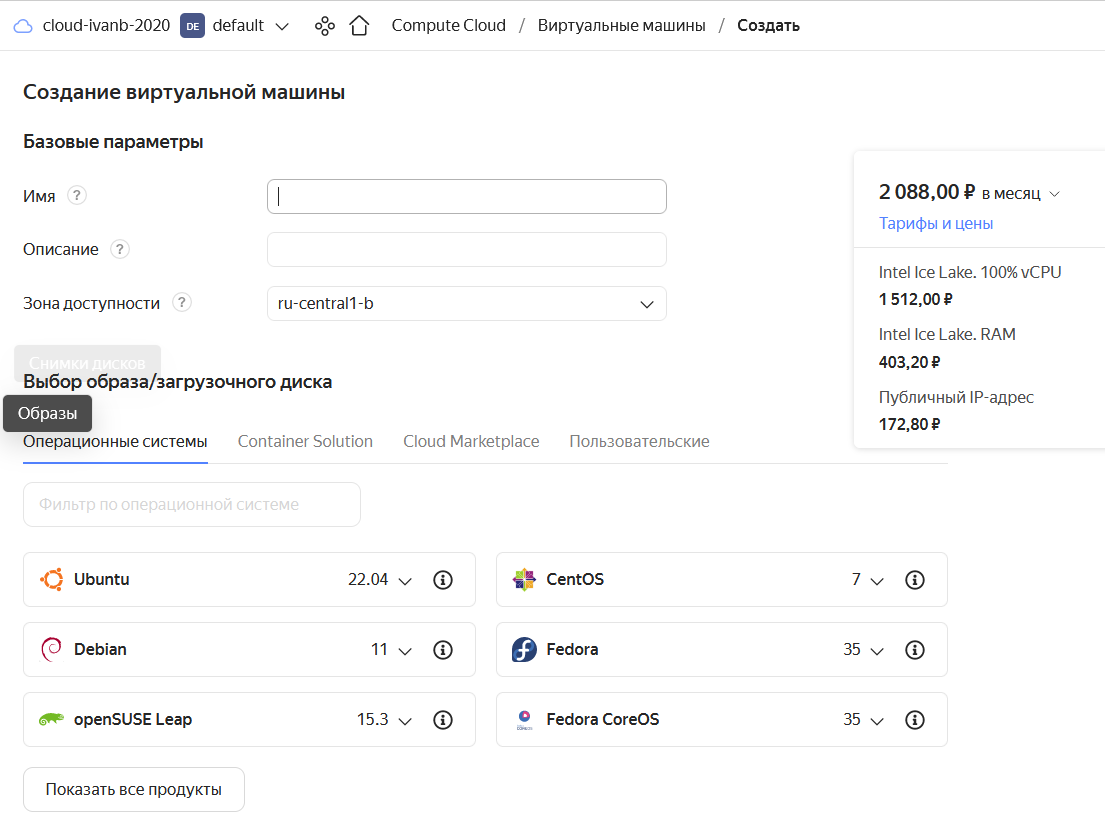 cloud-ivanb-2020 DE default Compute Cloud / Виртуальные машины / Создать
Создание виртуальной машины
Базовые параметры
Имя ?
Описание ?
Зона доступности ? ru-central1-b
Снимки дисков
Выбор образа/загрузочного диска
Образы
Операционные системы Container Solution Cloud Marketplace Пользовательские
Фильтр по операционной системе
Ubuntu 22.04
CentOS 7
Debian 11
Fedora 35
openSUSE Leap 15.3
Fedora CoreOS 35
Показать все продукты
2 088,00 ₽ в месяц
Тарифы и цены
Intel Ice Lake. 100% vCPU
1 512,00 ₽
Intel Ice Lake. RAM
403,20 ₽
Публичный IP-адрес
172,80 ₽